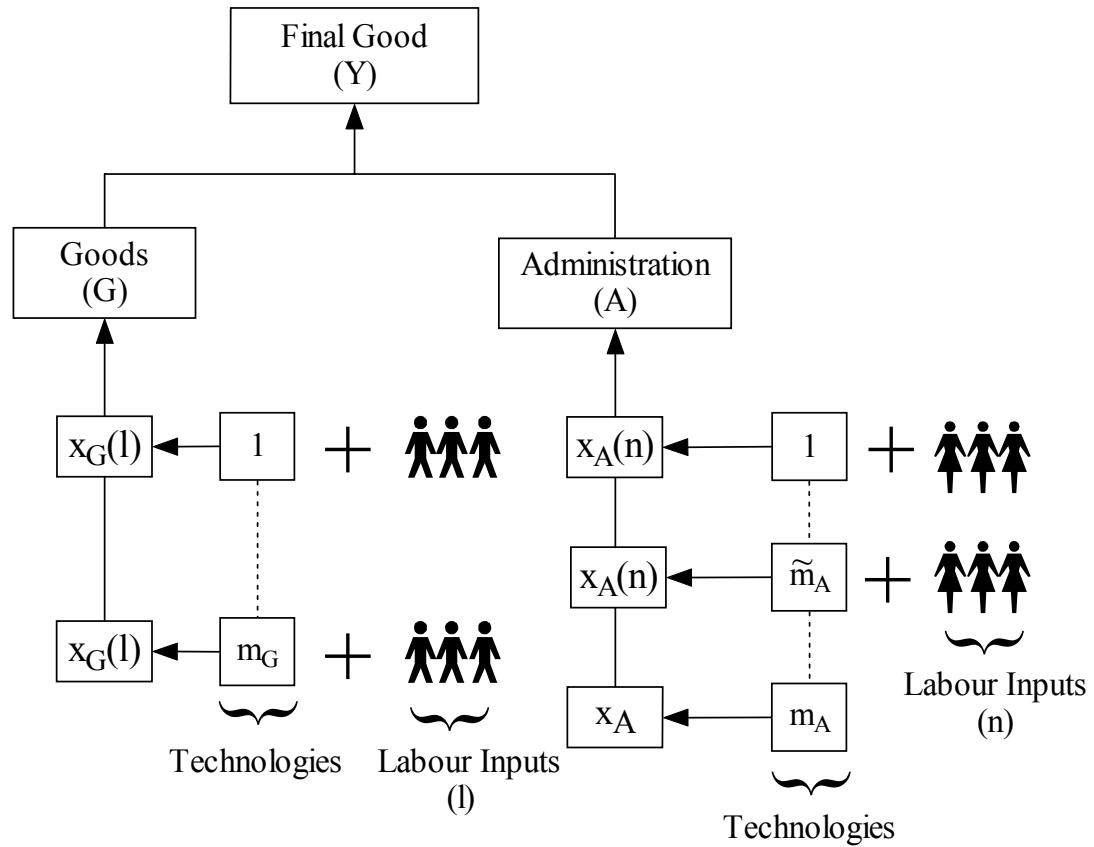 Final Good
(Y)
Goods
(G)
Administration
(A)
x_G(l)
1
+
x_A(n)
1
+
x_A(n)
m̃_A
+
x_G(l)
m_G
+
x_A
m_A
Technologies
Labour Inputs
(l)
Labour Inputs
(n)
Technologies